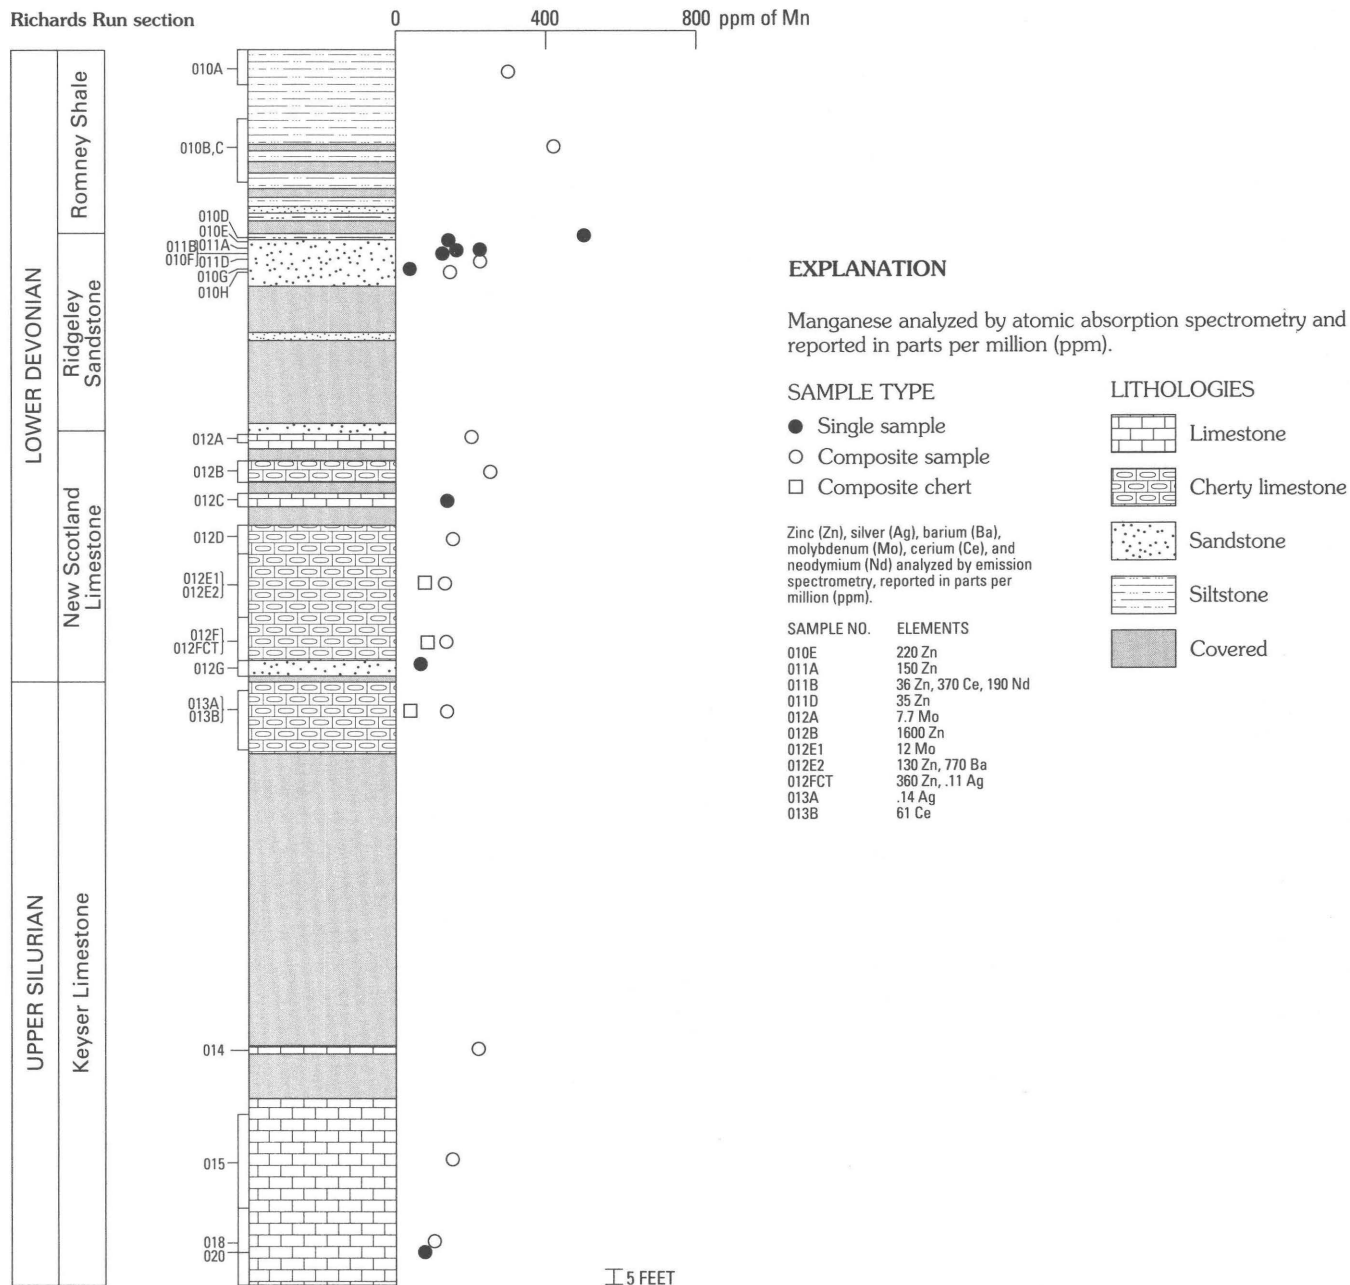 Richards Run section
0 400 800 ppm of Mn
LOWER DEVONIAN
UPPER SILURIAN
Romney Shale
Ridgeley
Sandstone
New Scotland
Limestone
Keyser Limestone
010A
010B,C
010D
010E
011B 011A
010F 011D
010G
010H
012A
012B
012C
012D
012E1
012E2
012F
012FCT
012G
013A
013B
014
015
018
020
5 FEET
EXPLANATION
Manganese analyzed by atomic absorption spectrometry and
reported in parts per million (ppm).
SAMPLE TYPE
Single sample
Composite sample
Composite chert
Zinc (Zn), silver (Ag), barium (Ba),
molybdenum (Mo), cerium (Ce), and
neodymium (Nd) analyzed by emission
spectrometry, reported in parts per
million (ppm).
SAMPLE NO. ELEMENTS
010E 220 Zn
011A 150 Zn
011B 36 Zn, 370 Ce, 190 Nd
011D 35 Zn
012A 7.7 Mo
012B 1600 Zn
012E1 12 Mo
012E2 130 Zn, 770 Ba
012FCT 360 Zn, .11 Ag
013A .14 Ag
013B 61 Ce
LITHOLOGIES
Limestone
Cherty limestone
Sandstone
Siltstone
Covered